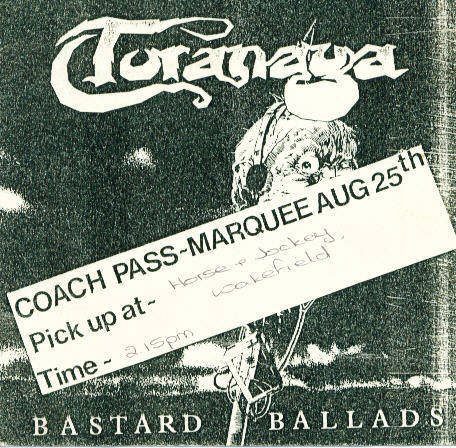 Toranaga
COACH PASS-MARQUEE AUG 25th
Pick up at~ Horse & Jockey,
Wakefield
Time~ 2 15pm
BASTARD BALLADS